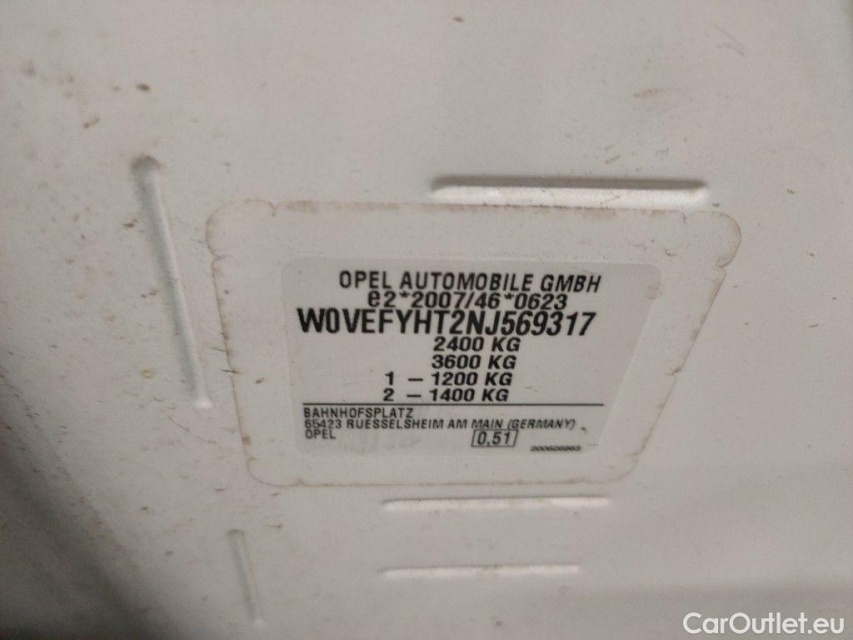 OPEL AUTOMOBILE GMBH
e2*2007/46*0623
W0VEFYHT2NJ569317
2400 KG
3600 KG
1 – 1200 KG
2 – 1400 KG
BAHNHOFSPLATZ
65423 RUESSELSHEIM AM MAIN (GERMANY)
OPEL
0,51
CarOutlet.eu